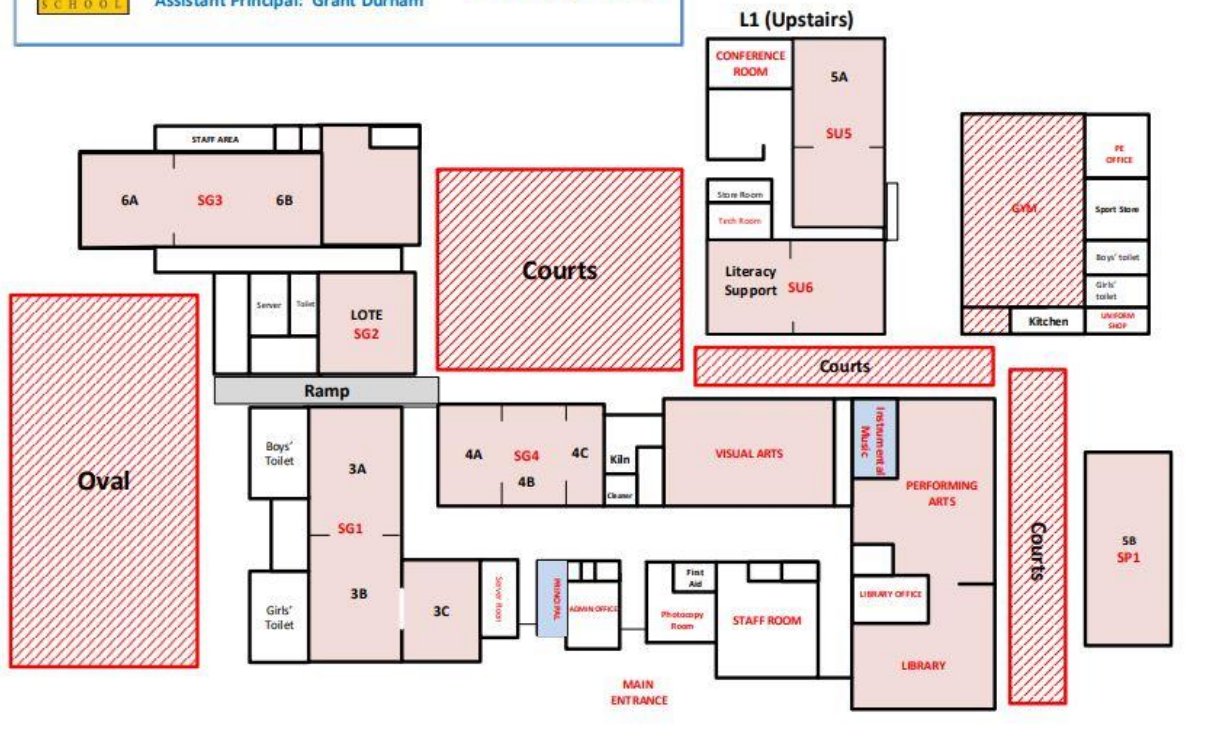 SCHOOL
Assistant Principal: Grant Durham
L1 (Upstairs)
CONFERENCE
ROOM
5A
SU5
STAFF AREA
6A
SG3
6B
Courts
Store Room
Tech Room
Literacy
Support
SU6
GYM
PE
OFFICE
Sport Store
Boys' toilet
Girls'
toilet
Kitchen
UNIFORM
SHOP
Server
Toilet
LOTE
SG2
Ramp
Courts
Oval
Boys'
Toilet
3A
SG1
3B
Girls'
Toilet
3C
Server Room
4A
SG4
4C
4B
Kiln
Cleaner
VISUAL ARTS
Instrumental
Music
PERFORMING
ARTS
Courts
5B
SP1
PRINCIPAL
ADMIN OFFICE
First
Aid
Photocopy
Room
STAFF ROOM
LIBRARY OFFICE
LIBRARY
MAIN
ENTRANCE